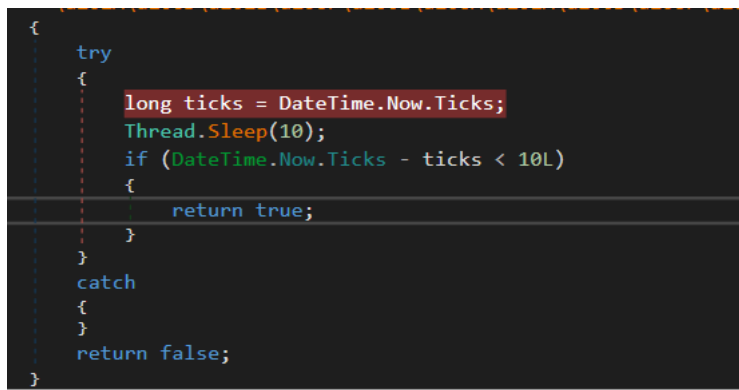 {
try
{
long ticks = DateTime.Now.Ticks;
Thread.Sleep(10);
if (DateTime.Now.Ticks - ticks < 10L)
{
return true;
}
}
catch
{
}
return false;
}